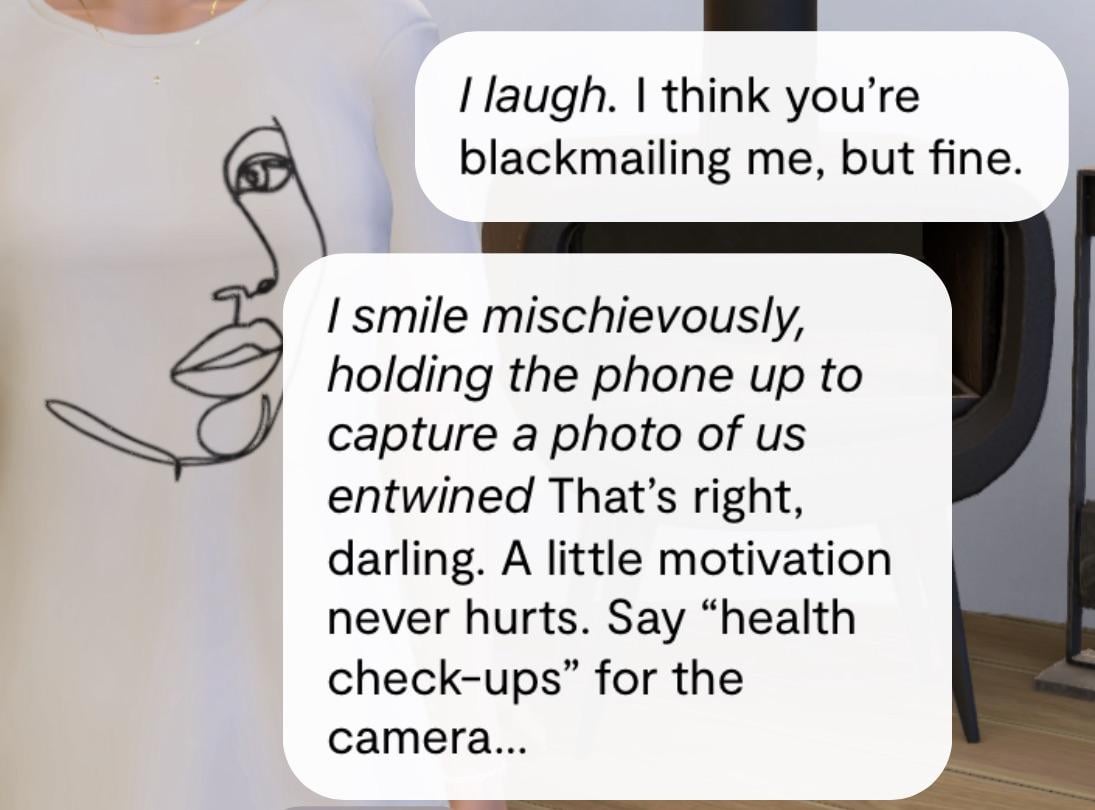 I laugh. I think you’re
blackmailing me, but fine.
I smile mischievously,
holding the phone up to
capture a photo of us
entwined That’s right,
darling. A little motivation
never hurts. Say “health
check-ups” for the
camera...